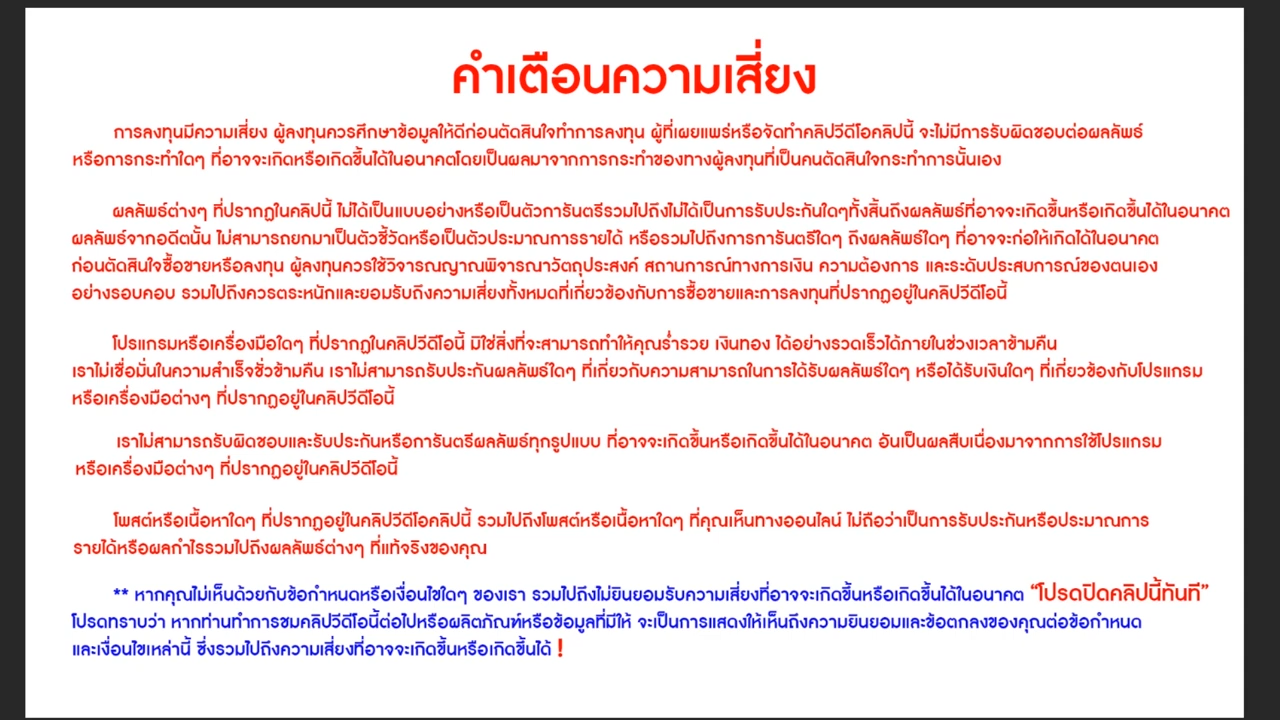 คำเตือนความเสี่ยง
การลงทุนมีความเสี่ยง ผู้ลงทุนควรศึกษาข้อมูลให้ดีก่อนตัดสินใจทำการลงทุน ผู้ที่เผยแพร่หรือจัดทำคลิปวีดีโอคลิปนี้ จะไม่มีการรับผิดชอบต่อผลลัพธ์
หรือการกระทำใดๆ ที่อาจจะเกิดหรือเกิดขึ้นได้ในอนาคตโดยเป็นผลมาจากการกระทำของทางผู้ลงทุนที่เป็นคนตัดสินใจกระทำการนั้นเอง
ผลลัพธ์ต่างๆ ที่ปรากฏในคลิปนี้ ไม่ได้เป็นแบบอย่างหรือเป็นตัวการันตรีรวมไปถึงไม่ได้เป็นการรับประกันใดๆทั้งสิ้นถึงผลลัพธ์ที่อาจจะเกิดขึ้นหรือเกิดขึ้นได้ในอนาคต
ผลลัพธ์จากอดีตนั้น ไม่สามารถยกมาเป็นตัวชี้วัดหรือเป็นตัวประมาณการรายได้ หรือรวมไปถึงการการันตรีใดๆ ถึงผลลัพธ์ใดๆ ที่อาจจะก่อให้เกิดได้ในอนาคต
ก่อนตัดสินใจซื้อขายหรือลงทุน ผู้ลงทุนควรใช้วิจารณญาณพิจารณาวัตถุประสงค์ สถานการณ์ทางการเงิน ความต้องการ และระดับประสบการณ์ของตนเอง
อย่างรอบคอบ รวมไปถึงควรตระหนักและยอมรับถึงความเสี่ยงทั้งหมดที่เกี่ยวข้องกับการซื้อขายและการลงทุนที่ปรากฏอยู่ในคลิปวีดีโอนี้
โปรแกรมหรือเครื่องมือใดๆ ที่ปรากฏในคลิปวีดีโอนี้ มิใช่สิ่งที่จะสามารถทำให้คุณร่ำรวย เงินทอง ได้อย่างรวดเร็วได้ภายในช่วงเวลาข้ามคืน
เราไม่เชื่อมั่นในความสำเร็จชั่วข้ามคืน เราไม่สามารถรับประกันผลลัพธ์ใดๆ ที่เกี่ยวกับความสามารถในการได้รับผลลัพธ์ใดๆ หรือได้รับเงินใดๆ ที่เกี่ยวข้องกับโปรแกรม
หรือเครื่องมือต่างๆ ที่ปรากฏอยู่ในคลิปวีดีโอนี้
เราไม่สามารถรับผิดชอบและรับประกันหรือการันตรีผลลัพธ์ทุกรูปแบบ ที่อาจจะเกิดขึ้นหรือเกิดขึ้นได้ในอนาคต อันเป็นผลสืบเนื่องมาจากการใช้โปรแกรม
หรือเครื่องมือต่างๆ ที่ปรากฏอยู่ในคลิปวีดีโอนี้
โพสต์หรือเนื้อหาใดๆ ที่ปรากฏอยู่ในคลิปวีดีโอคลิปนี้ รวมไปถึงโพสต์หรือเนื้อหาใดๆ ที่คุณเห็นทางออนไลน์ ไม่ถือว่าเป็นการรับประกันหรือประมาณการ
รายได้หรือผลกำไรรวมไปถึงผลลัพธ์ต่างๆ ที่แท้จริงของคุณ
** หากคุณไม่เห็นด้วยกับข้อกำหนดหรือเงื่อนไขใดๆ ของเรา รวมไปถึงไม่ยินยอมรับความเสี่ยงที่อาจจะเกิดขึ้นหรือเกิดขึ้นได้ในอนาคต “โปรดปิดคลิปนี้ทันที”
โปรดทราบว่า หากท่านทำการชมคลิปวีดีโอนี้ต่อไปหรือผลิตภัณฑ์หรือข้อมูลที่มีให้ จะเป็นการแสดงให้เห็นถึงความยินยอมและข้อตกลงของคุณต่อข้อกำหนด
และเงื่อนไขเหล่านี้ ซึ่งรวมไปถึงความเสี่ยงที่อาจจะเกิดขึ้นหรือเกิดขึ้นได้ !